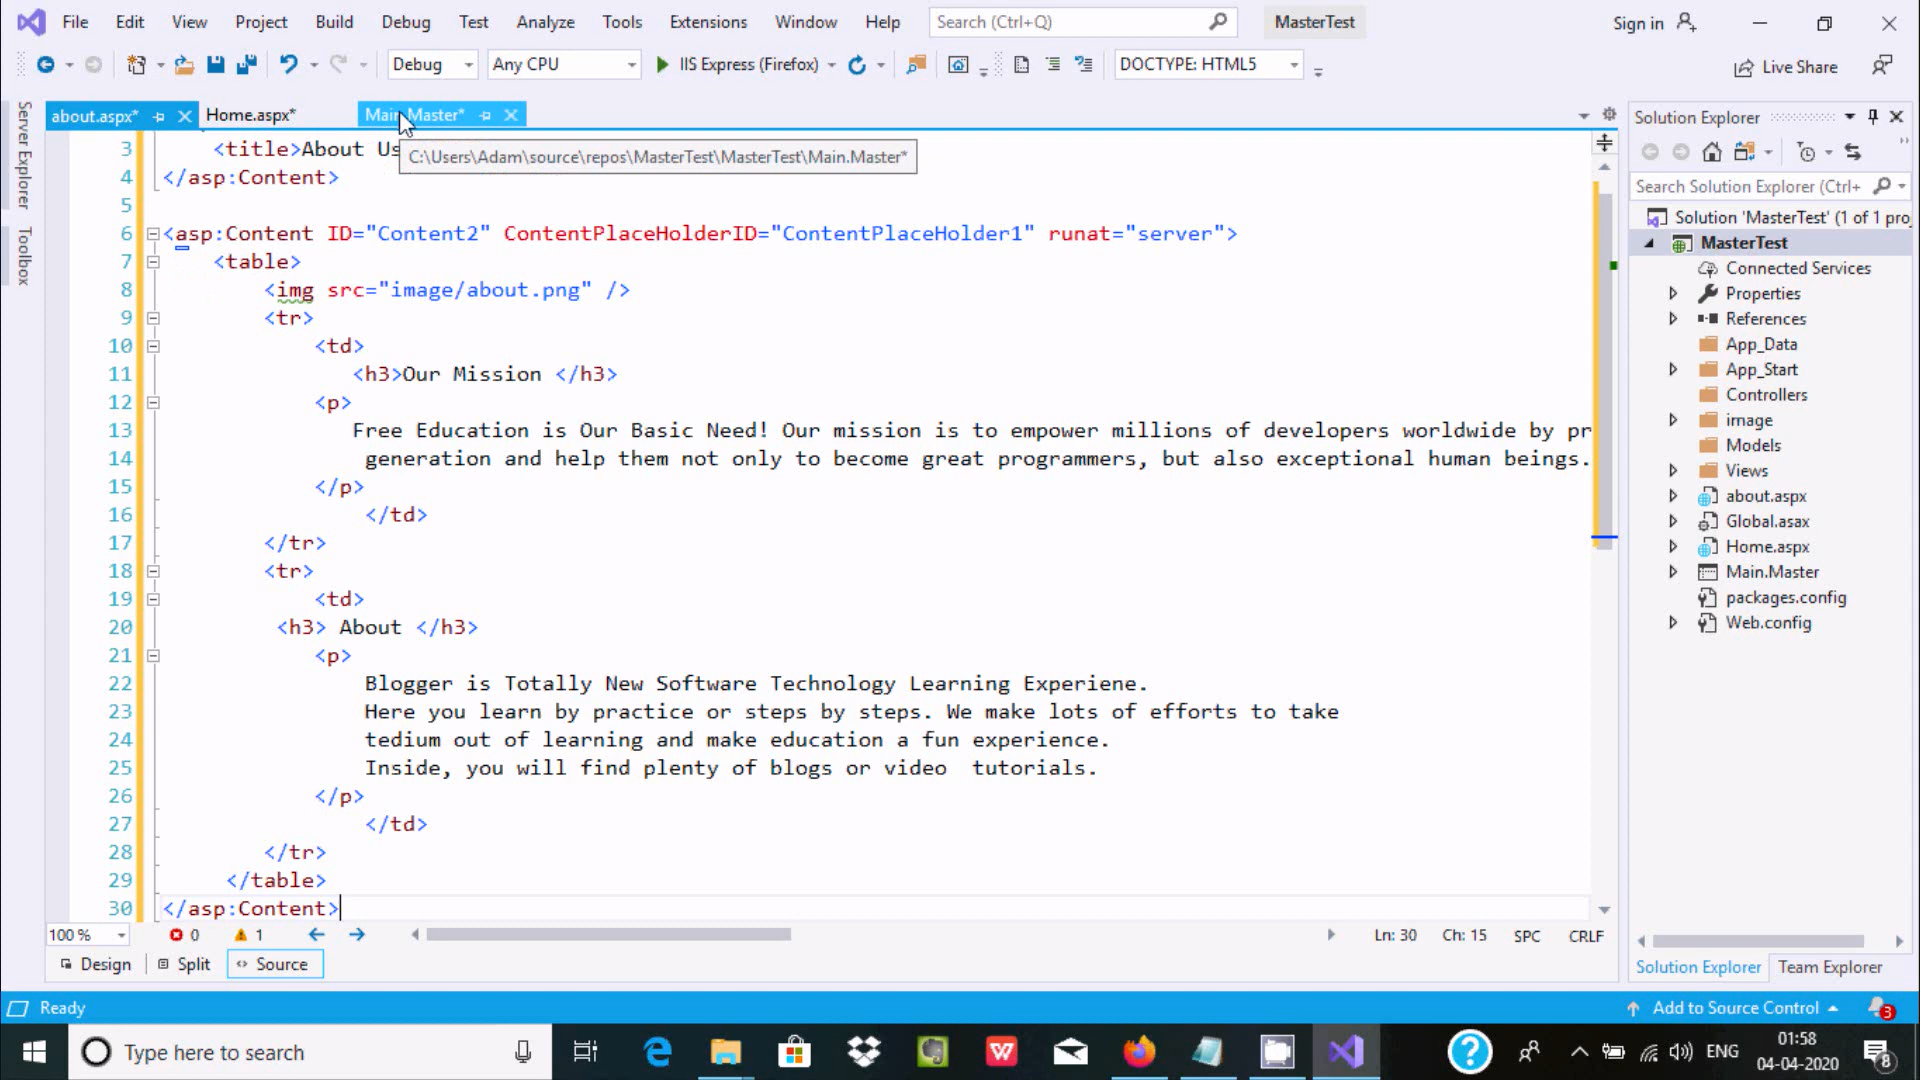 File Edit View Project Build Debug Test Analyze Tools Extensions Window Help Search (Ctrl+Q) MasterTest Sign in
Debug Any CPU IIS Express (Firefox) DOCTYPE: HTML5 Live Share
Server Explorer
Toolbox
about.aspx* Home.aspx* Main.Master*
C:\Users\Adam\source\repos\MasterTest\MasterTest\Main.Master*
3 <title>About Us
4 </asp:Content>
5
6 <asp:Content ID="Content2" ContentPlaceHolderID="ContentPlaceHolder1" runat="server">
7 <table>
8 <img src="image/about.png" />
9 <tr>
10 <td>
11 <h3>Our Mission </h3>
12 <p>
13 Free Education is Our Basic Need! Our mission is to empower millions of developers worldwide by pr
14 generation and help them not only to become great programmers, but also exceptional human beings.
15 </p>
16 </td>
17 </tr>
18 <tr>
19 <td>
20 <h3> About </h3>
21 <p>
22 Blogger is Totally New Software Technology Learning Experiene.
23 Here you learn by practice or steps by steps. We make lots of efforts to take
24 tedium out of learning and make education a fun experience.
25 Inside, you will find plenty of blogs or video  tutorials.
26 </p>
27 </td>
28 </tr>
29 </table>
30 </asp:Content>
100 % 0 1 Ln: 30 Ch: 15 SPC CRLF
Design Split Source
Solution Explorer
Search Solution Explorer (Ctrl+
Solution 'MasterTest' (1 of 1 pro
MasterTest
Connected Services
Properties
References
App_Data
App_Start
Controllers
image
Models
Views
about.aspx
Global.asax
Home.aspx
Main.Master
packages.config
Web.config
Solution Explorer Team Explorer
Ready Add to Source Control 3
Type here to search ENG 01:58
04-04-2020 8